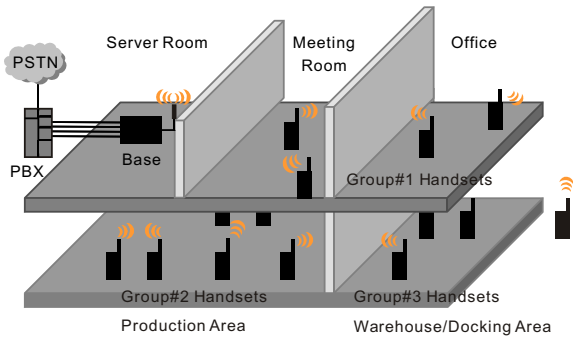 Server Room
Meeting
Room
Office
PSTN
PBX
Base
Group#1 Handsets
Group#2 Handsets
Group#3 Handsets
Production Area
Warehouse/Docking Area